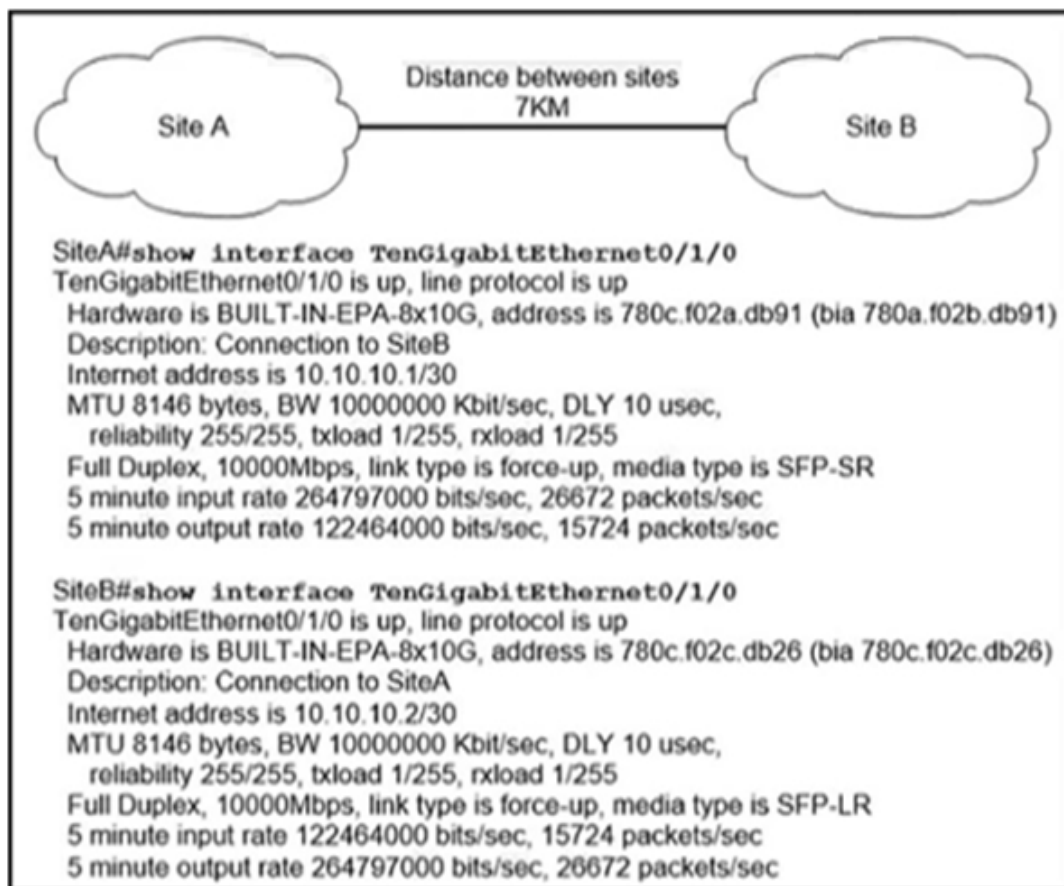 Distance between sites
7KM
Site A
Site B
SiteA#show interface TenGigabitEthernet0/1/0
TenGigabitEthernet0/1/0 is up, line protocol is up
Hardware is BUILT-IN-EPA-8x10G, address is 780c.f02a.db91 (bia 780a.f02b.db91)
Description: Connection to SiteB
Internet address is 10.10.10.1/30
MTU 8146 bytes, BW 10000000 Kbit/sec, DLY 10 usec,
reliability 255/255, txload 1/255, rxload 1/255
Full Duplex, 10000Mbps, link type is force-up, media type is SFP-SR
5 minute input rate 264797000 bits/sec, 26672 packets/sec
5 minute output rate 122464000 bits/sec, 15724 packets/sec
SiteB#show interface TenGigabitEthernet0/1/0
TenGigabitEthernet0/1/0 is up, line protocol is up
Hardware is BUILT-IN-EPA-8x10G, address is 780c.f02c.db26 (bia 780c.f02c.db26)
Description: Connection to SiteA
Internet address is 10.10.10.2/30
MTU 8146 bytes, BW 10000000 Kbit/sec, DLY 10 usec,
reliability 255/255, txload 1/255, rxload 1/255
Full Duplex, 10000Mbps, link type is force-up, media type is SFP-LR
5 minute input rate 122464000 bits/sec, 15724 packets/sec
5 minute output rate 264797000 bits/sec, 26672 packets/sec